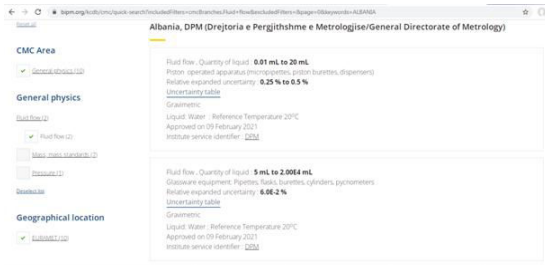 bipm.org/kcdb/cmc/quick-search?includedFilters=cmcBranches.Fluid+flow&excludedFilters=&page=0&keywords=ALBANIA
Reset all
CMC Area
General physics (10)
General physics
Fluid flow (2)
Fluid flow (2)
Mass, mass standards (7)
Pressure (1)
Deselect list
Geographical location
EURAMET (10)
Albania, DPM (Drejtoria e Pergjithshme e Metrologjise/General Directorate of Metrology)
Fluid flow , Quantity of liquid : 0.01 mL to 20 mL
Piston operated apparatus (micropipettes, piston burettes, dispensers)
Relative expanded uncertainty : 0.25 % to 0.5 %
Uncertainty table
Gravimetric
Liquid: Water : Reference Temperature 20°C
Approved on 09 February 2021
Institute service identifier : DPM
Fluid flow , Quantity of liquid : 5 mL to 2.00E4 mL
Glassware equipment: Pipettes, flasks, burettes, cylinders, pycnometers
Relative expanded uncertainty : 6.0E-2 %
Uncertainty table
Gravimetric
Liquid: Water : Reference Temperature 20°C
Approved on 09 February 2021
Institute service identifier : DPM